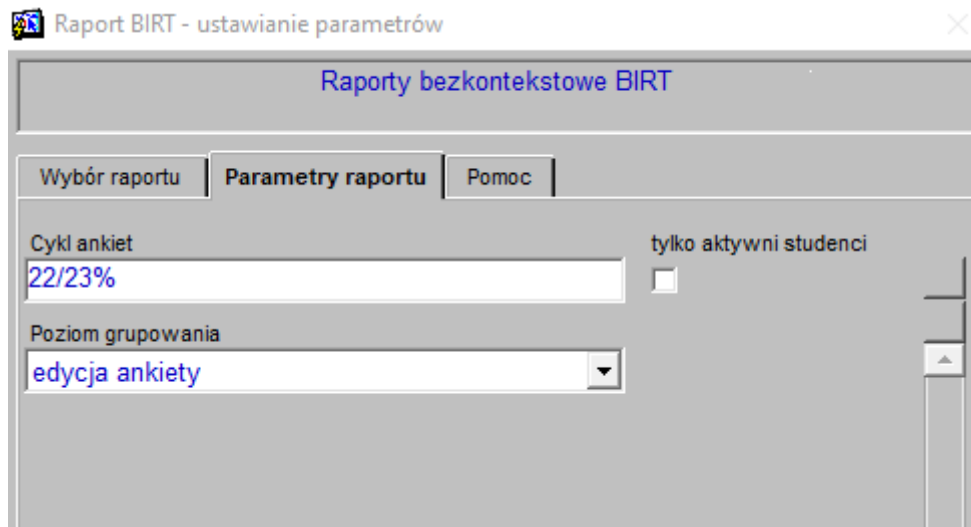 Raport BIRT - ustawianie parametrów
Raporty bezkontekstowe BIRT
Wybór raportu
Parametry raportu
Pomoc
Cykl ankiet
tylko aktywni studenci
22/23%
Poziom grupowania
edycja ankiety